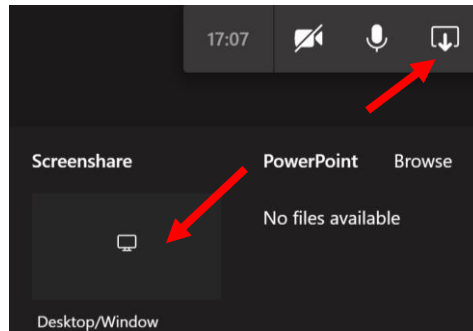 17:07
Screenshare
PowerPoint Browse
No files available
Desktop/Window